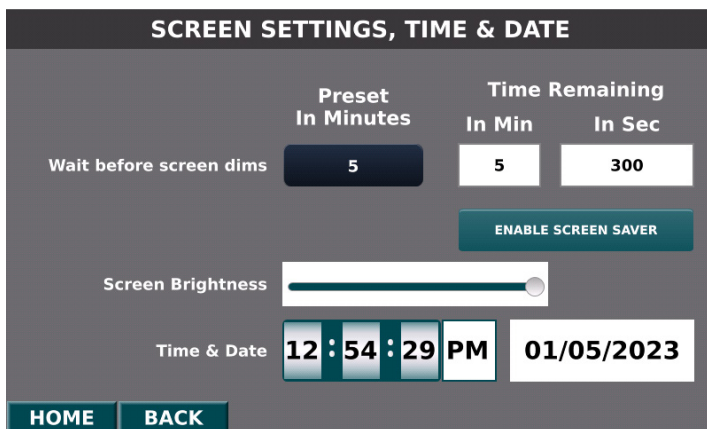 SCREEN SETTINGS, TIME & DATE
Preset
In Minutes
Time Remaining
In Min In Sec
Wait before screen dims 5 5 300
ENABLE SCREEN SAVER
Screen Brightness
Time & Date 12 : 54 : 29 PM 01/05/2023
HOME BACK